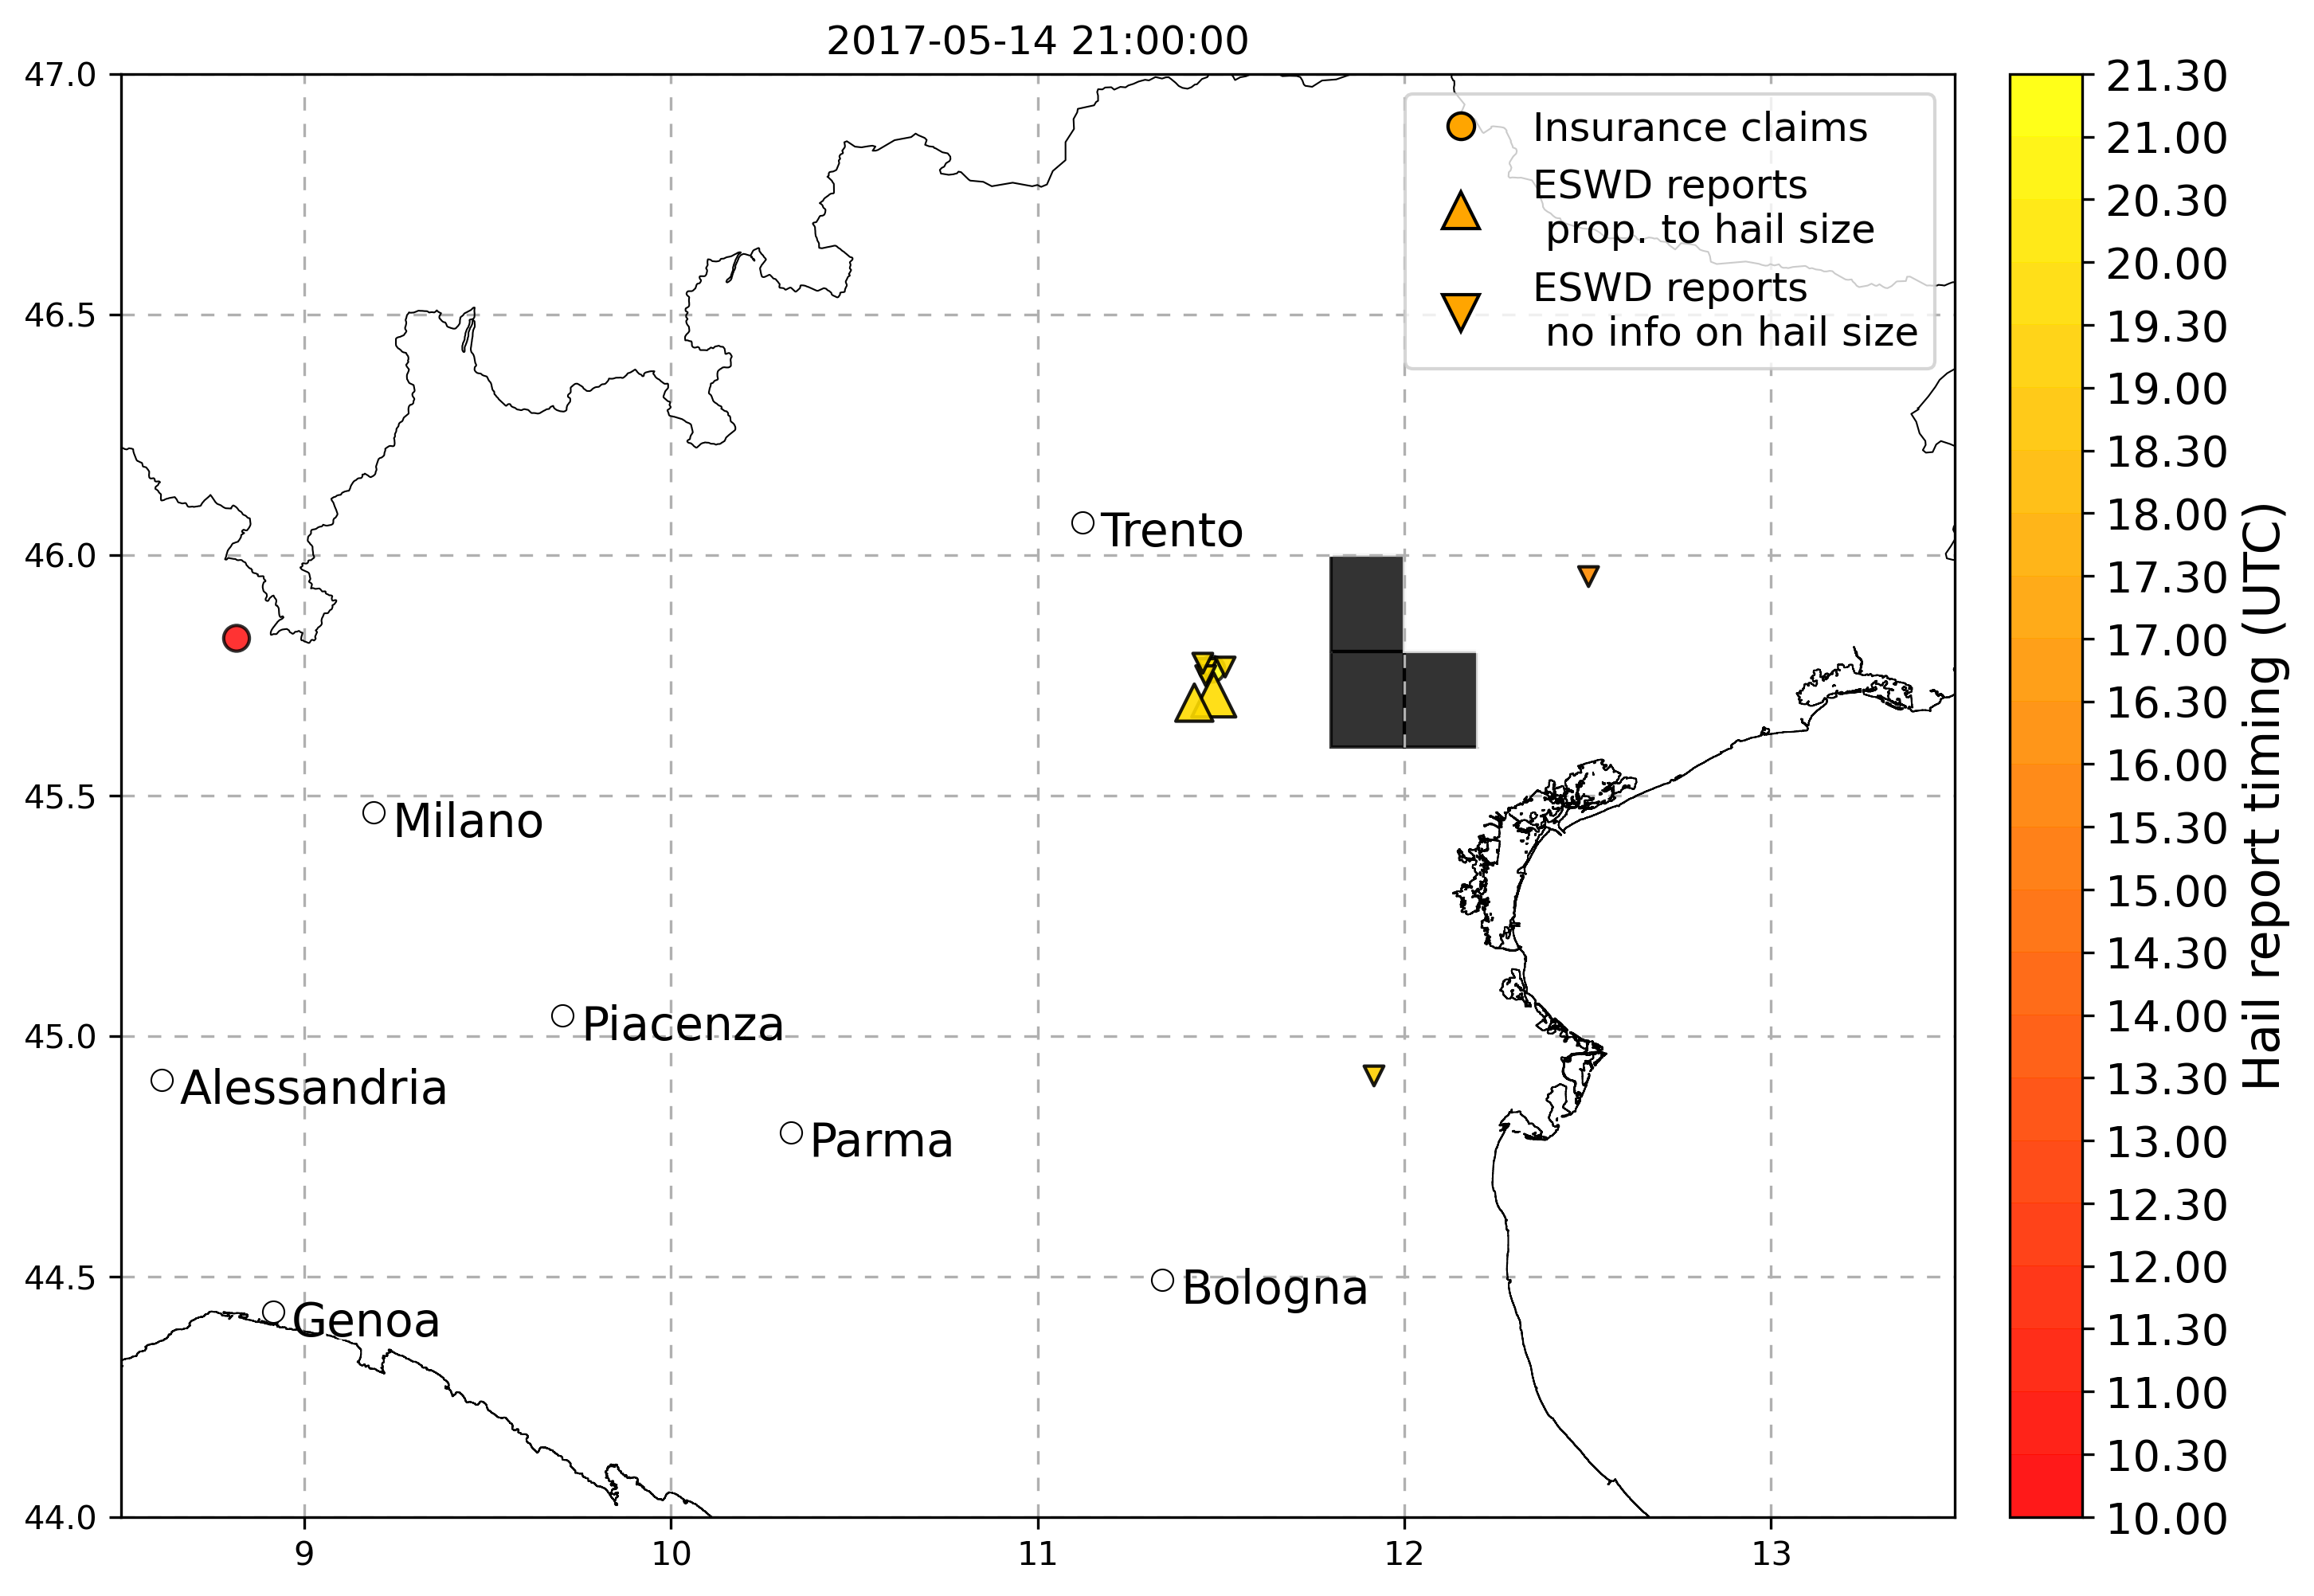 2017-05-14 21:00:00
47.0
46.5
46.0
45.5
45.0
44.5
44.0
9
10
11
12
13
Insurance claims
ESWD reports
prop. to hail size
ESWD reports
no info on hail size
Trento
Milano
Piacenza
Alessandria
Parma
Bologna
Genoa
21.30
21.00
20.30
20.00
19.30
19.00
18.30
18.00
17.30
17.00
16.30
16.00
15.30
15.00
14.30
14.00
13.30
13.00
12.30
12.00
11.30
11.00
10.30
10.00
Hail report timing (UTC)